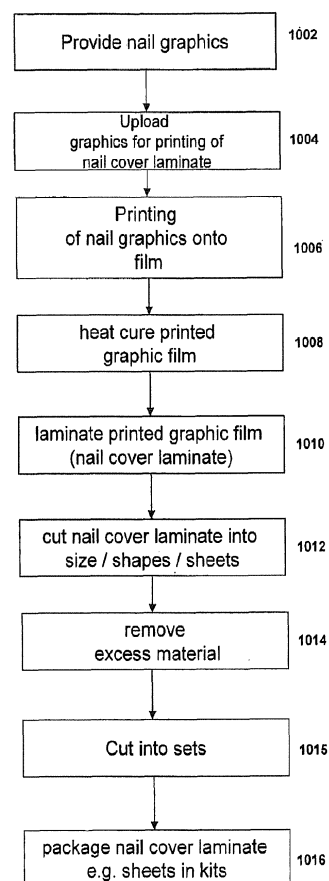 Provide nail graphics
1002
Upload
graphics for printing of
nail cover laminate
1004
Printing
of nail graphics onto
film
1006
heat cure printed
graphic film
1008
laminate printed graphic film
(nail cover laminate)
1010
cut nail cover laminate into
size / shapes / sheets
1012
remove
excess material
1014
Cut into sets
1015
package nail cover laminate
e.g. sheets in kits
1016